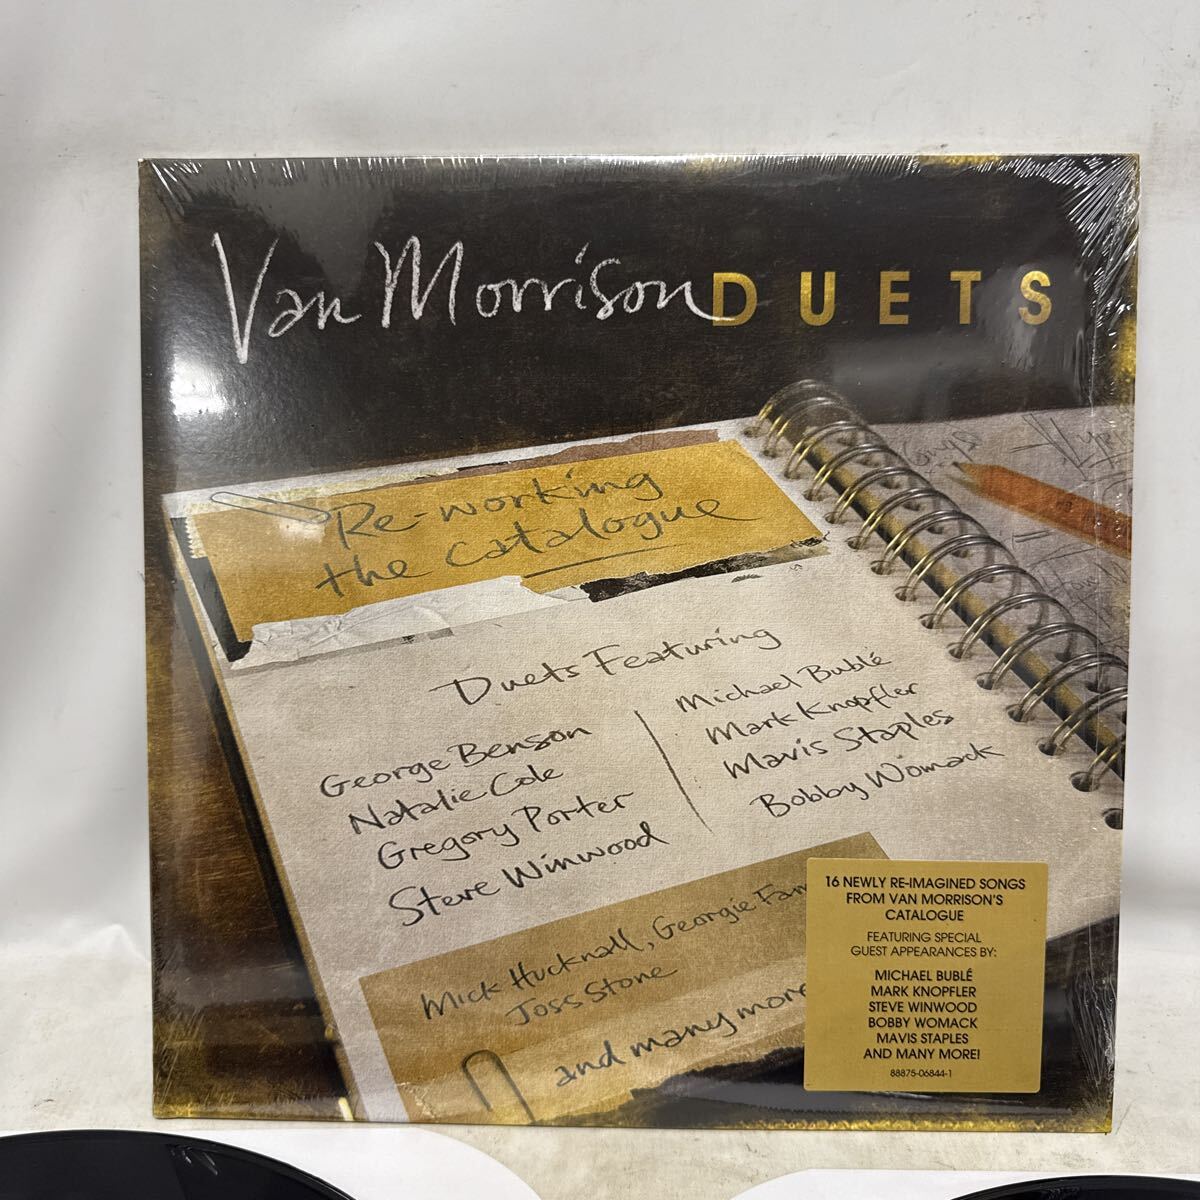 Van Morrison DUETS
Re-working
the Catalogue
Duets Featuring
George Benson
Natalie Cole
Gregory Porter
Steve Winwood
Michael Bublé
Mark Knopfler
Mavis Staples
Bobby Womack
Mick Hucknall, Georgie Fam
Joss Stone
and many more
16 NEWLY RE-IMAGINED SONGS
FROM VAN MORRISON'S
CATALOGUE
FEATURING SPECIAL
GUEST APPEARANCES BY:
MICHAEL BUBLÉ
MARK KNOPFLER
STEVE WINWOOD
BOBBY WOMACK
MAVIS STAPLES
AND MANY MORE!
88875-06844-1